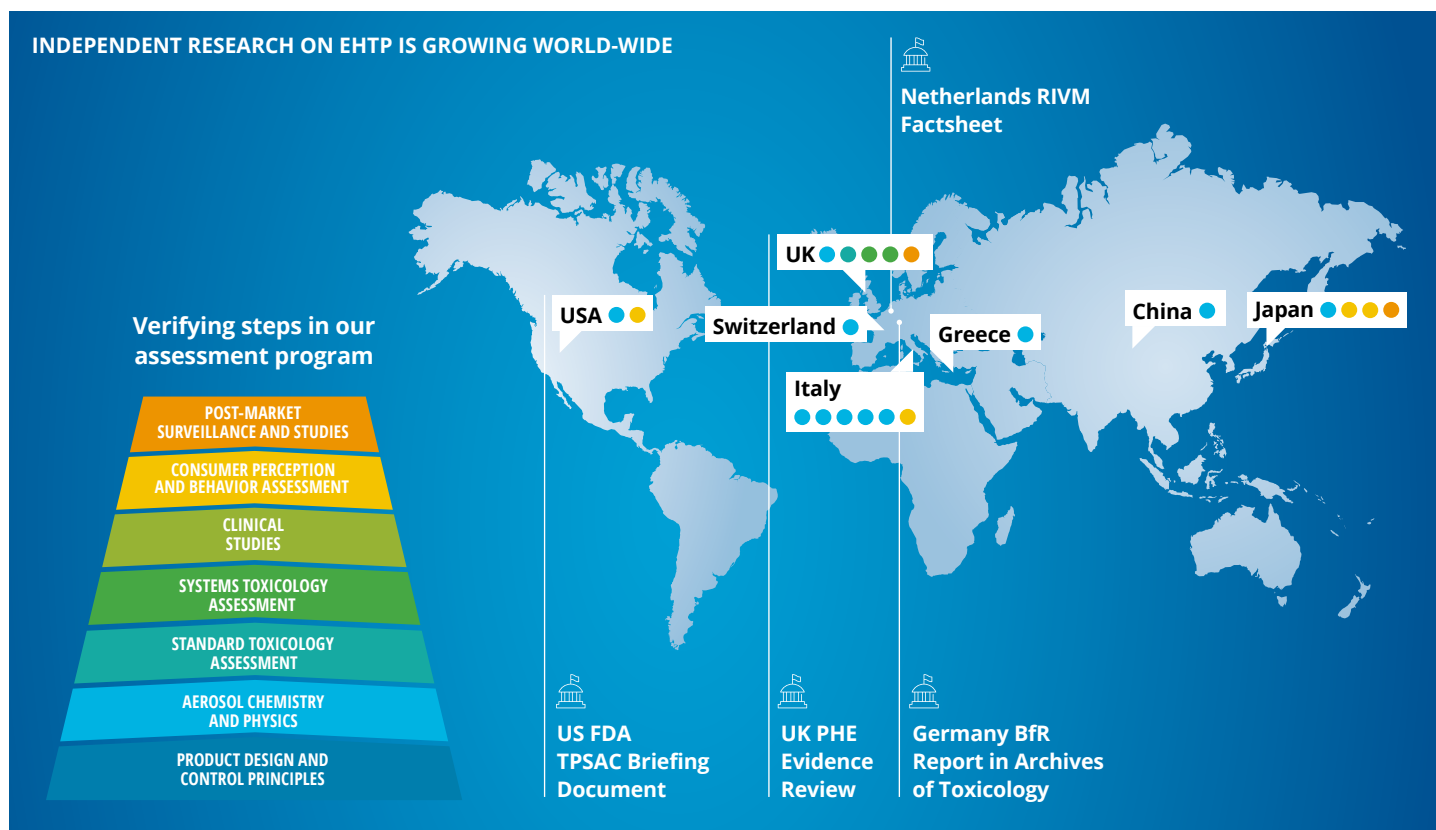 INDEPENDENT RESEARCH ON EHTP IS GROWING WORLD-WIDE
Netherlands RIVM
Factsheet
UK
USA
Switzerland
Greece
China
Japan
Italy
Verifying steps in our
assessment program
POST-MARKET
SURVEILLANCE AND STUDIES
CONSUMER PERCEPTION
AND BEHAVIOR ASSESSMENT
CLINICAL
STUDIES
SYSTEMS TOXICOLOGY
ASSESSMENT
STANDARD TOXICOLOGY
ASSESSMENT
AEROSOL CHEMISTRY
AND PHYSICS
PRODUCT DESIGN AND
CONTROL PRINCIPLES
US FDA
TPSAC Briefing
Document
UK PHE
Evidence
Review
Germany BfR
Report in Archives
of Toxicology